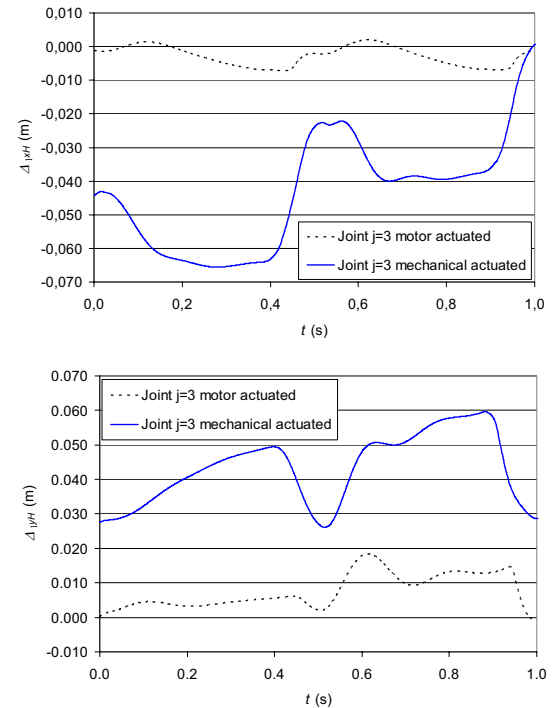 0,010
0,000
-0,010
-0,020
-0,030
-0,040
-0,050
-0,060
-0,070
Δ₁xH (m)
Joint j=3 motor actuated
Joint j=3 mechanical actuated
0,0 0,2 0,4 0,6 0,8 1,0
t (s)
0.070
0.060
0.050
0.040
0.030
0.020
0.010
0.000
-0.010
Δ₁yH (m)
Joint j=3 motor actuated
Joint j=3 mechanical actuated
0.0 0.2 0.4 0.6 0.8 1.0
t (s)